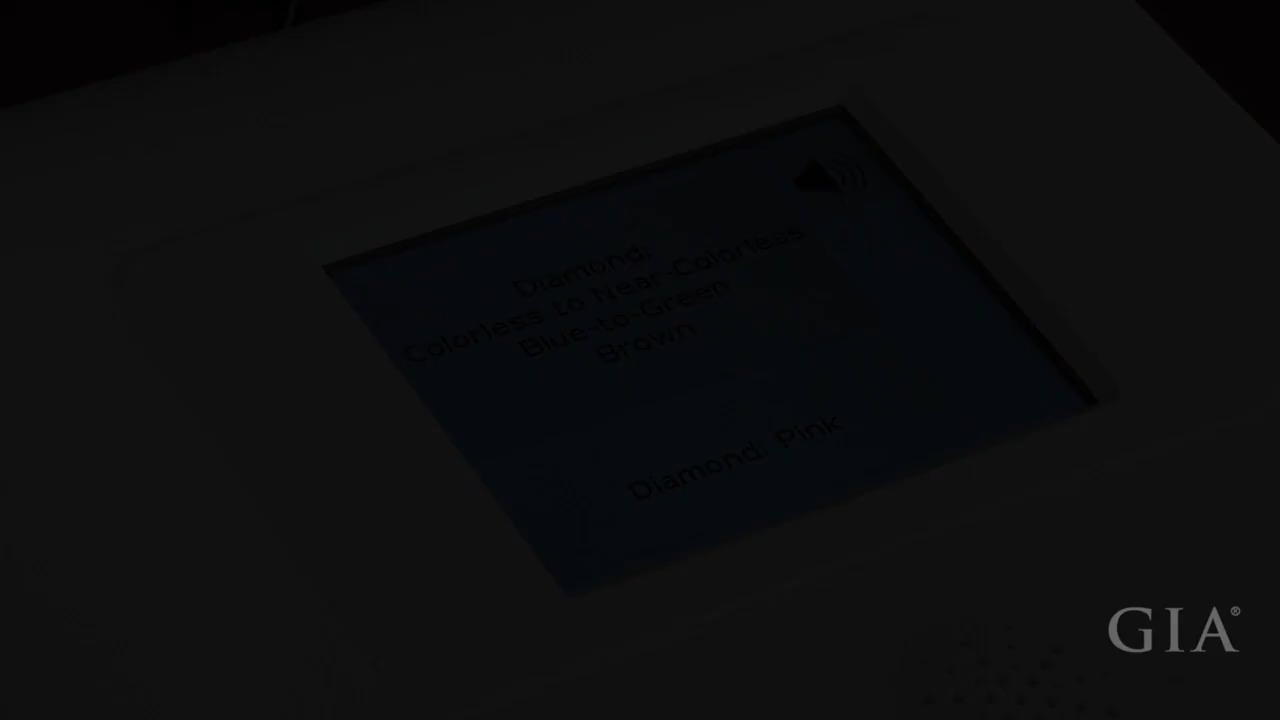 Diamond:
Colorless to Near-Colorless
Blue-to-Green
Brown
Diamond: Pink
GIA®